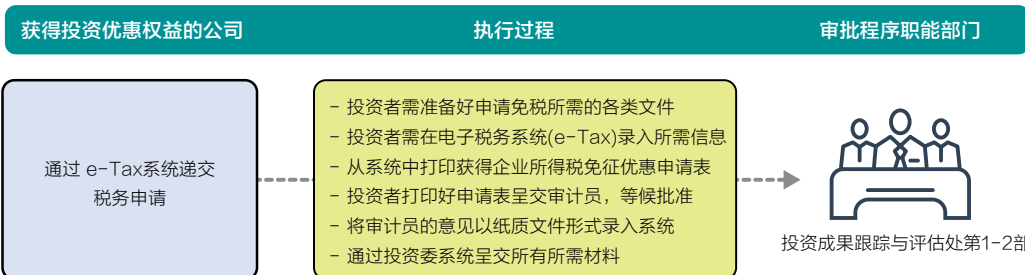 获得投资优惠权益的公司
执行过程
审批程序职能部门
通过 e-Tax系统递交
税务申请
- 投资者需准备好申请免税所需的各类文件
- 投资者需在电子税务系统(e-Tax)录入所需信息
- 从系统中打印获得企业所得税免征优惠申请表
- 投资者打印好申请表呈交审计员，等候批准
- 将审计员的意见以纸质文件形式录入系统
- 通过投资委系统呈交所有所需材料
投资成果跟踪与评估处第1-2部